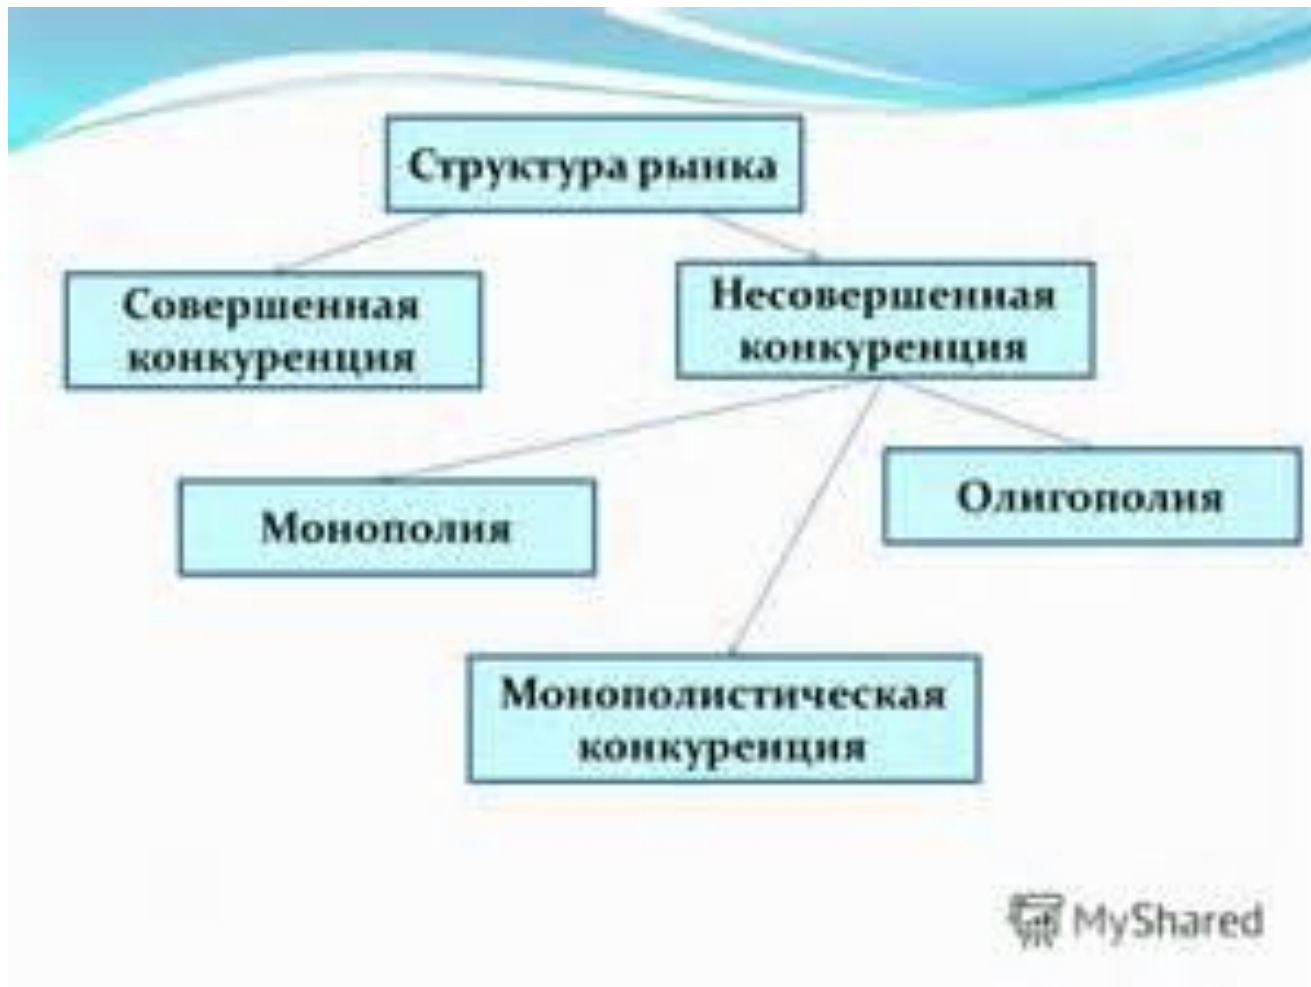 Структура рынка
Совершенная
конкуренция
Несовершенная
конкуренция
Монополия
Олигополия
Монополистическая
конкуренция
MyShared